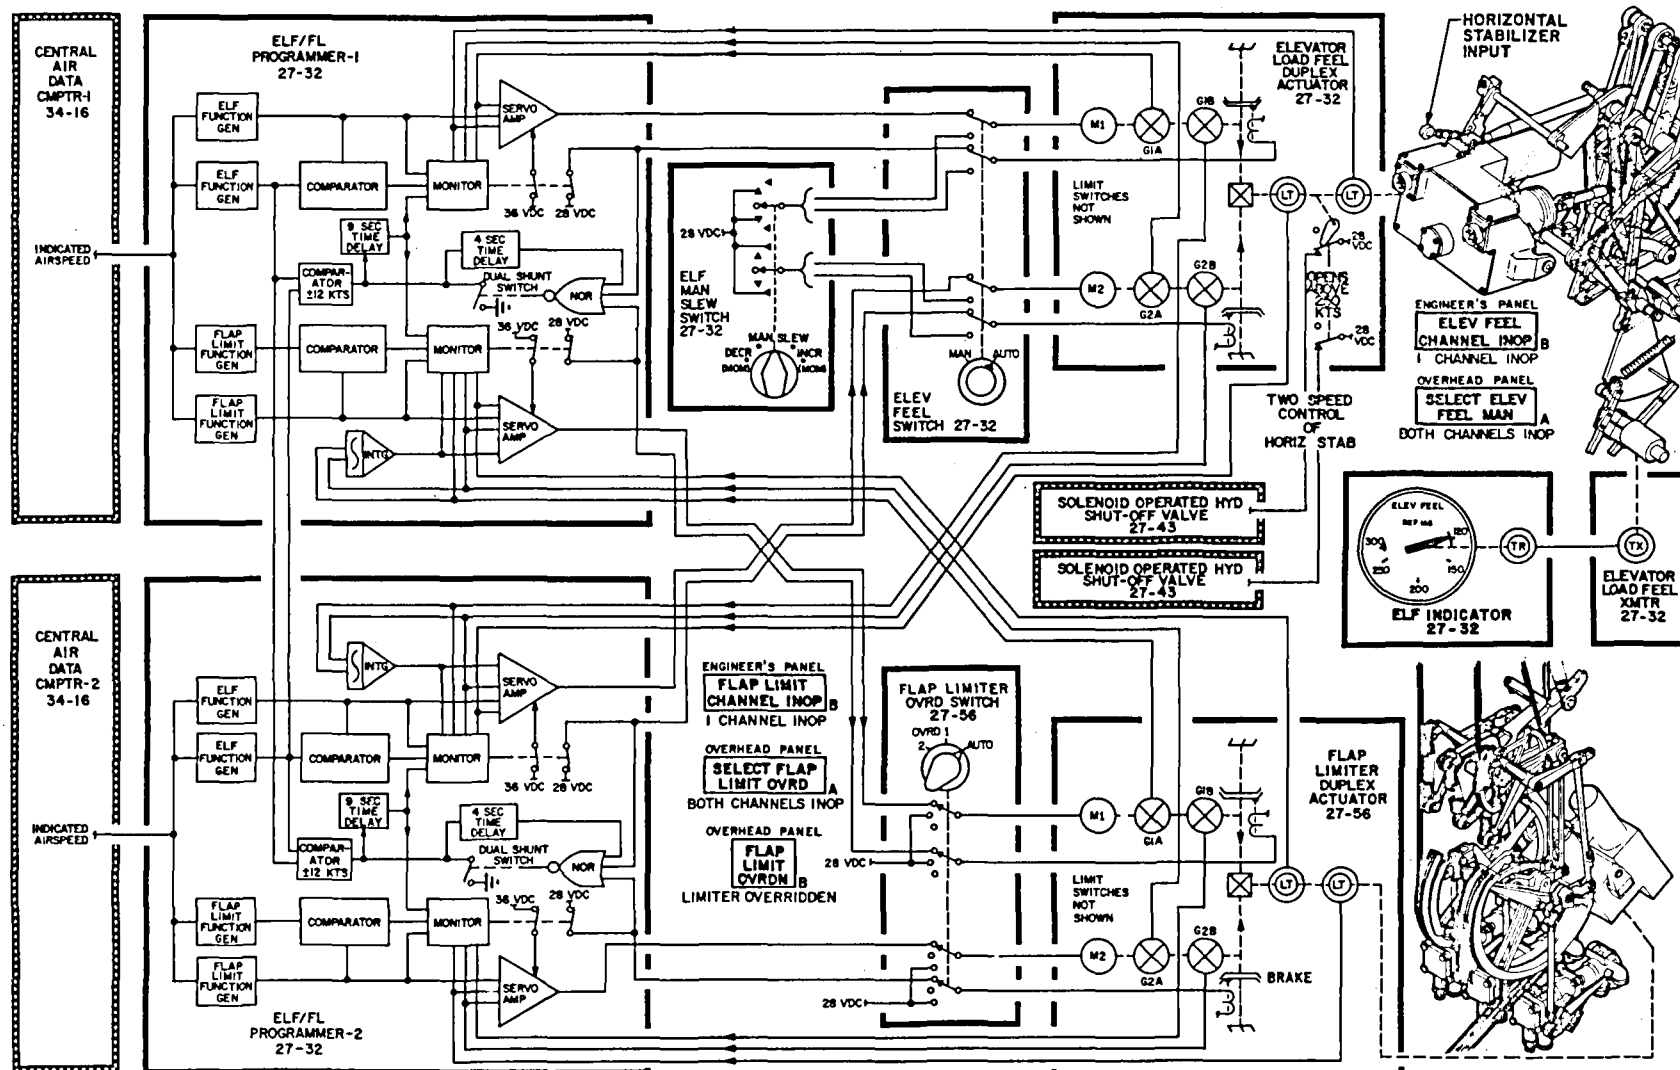 CENTRAL
AIR
DATA
CMPTR-1
34-16
INDICATED
AIRSPEED
ELF/FL
PROGRAMMER-1
27-32
ELF
FUNCTION
GEN
ELF
FUNCTION
GEN
COMPARATOR
MONITOR
SERVO
AMP
36 VDC
28 VDC
9 SEC
TIME
DELAY
4 SEC
TIME
DELAY
COMPAR-
ATOR
±12 KTS
DUAL SHUNT
SWITCH
NOR
FLAP
LIMIT
FUNCTION
GEN
COMPARATOR
MONITOR
36 VDC
28 VDC
FLAP
LIMIT
FUNCTION
GEN
SERVO
AMP
INTG
28 VDC
ELF
MAN
SLEW
SWITCH
27-32
MAN SLEW
DECR
(MOM)
INCR
(MOM)
MAN
AUTO
ELEV
FEEL
SWITCH 27-32
ELEVATOR
LOAD FEEL
DUPLEX
ACTUATOR
27-32
M1
G1A
G1B
LIMIT
SWITCHES
NOT
SHOWN
M2
G2A
G2B
LT
LT
28
VDC
OPENS
KTS
28
VDC
TWO SPEED
CONTROL
OF
HORIZ STAB
SOLENOID OPERATED HYD
SHUT-OFF VALVE
27-43
SOLENOID OPERATED HYD
SHUT-OFF VALVE
27-43
HORIZONTAL
STABILIZER
INPUT
ENGINEER'S PANEL
ELEV FEEL
CHANNEL INOP B
1 CHANNEL INOP
OVERHEAD PANEL
SELECT ELEV
FEEL MAN A
BOTH CHANNELS INOP
ELEV FEEL
300
120
250
150
200
ELF INDICATOR
27-32
TR
TX
ELEVATOR
LOAD FEEL
XMTR
27-32
CENTRAL
AIR
DATA
CMPTR-2
34-16
INDICATED
AIRSPEED
INTG
SERVO
AMP
ELF
FUNCTION
GEN
ELF
FUNCTION
GEN
COMPARATOR
MONITOR
36 VDC
28 VDC
9 SEC
TIME
DELAY
4 SEC
TIME
DELAY
COMPAR-
ATOR
±12 KTS
DUAL SHUNT
SWITCH
NOR
FLAP
LIMIT
FUNCTION
GEN
COMPARATOR
MONITOR
36 VDC
28 VDC
FLAP
LIMIT
FUNCTION
GEN
SERVO
AMP
ELF/FL
PROGRAMMER-2
27-32
ENGINEER'S PANEL
FLAP LIMIT
CHANNEL INOP B
1 CHANNEL INOP
OVERHEAD PANEL
SELECT FLAP
LIMIT OVRD A
BOTH CHANNELS INOP
OVERHEAD PANEL
FLAP
LIMIT
OVRDN B
LIMITER OVERRIDDEN
FLAP LIMITER
OVRD SWITCH
27-56
OVRD 1
2
AUTO
28 VDC
28 VDC
M1
G1A
G1B
LIMIT
SWITCHES
NOT
SHOWN
M2
G2A
G2B
BRAKE
LT
LT
FLAP
LIMITER
DUPLEX
ACTUATOR
27-56